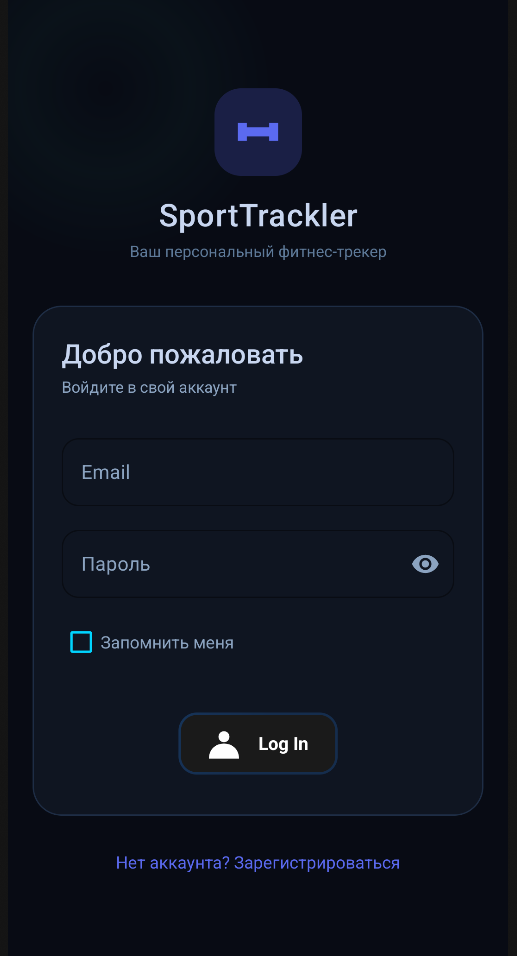 SportTrackler
Ваш персональный фитнес-трекер
Добро пожаловать
Войдите в свой аккаунт
Email
Пароль
Запомнить меня
Log In
Нет аккаунта? Зарегистрироваться